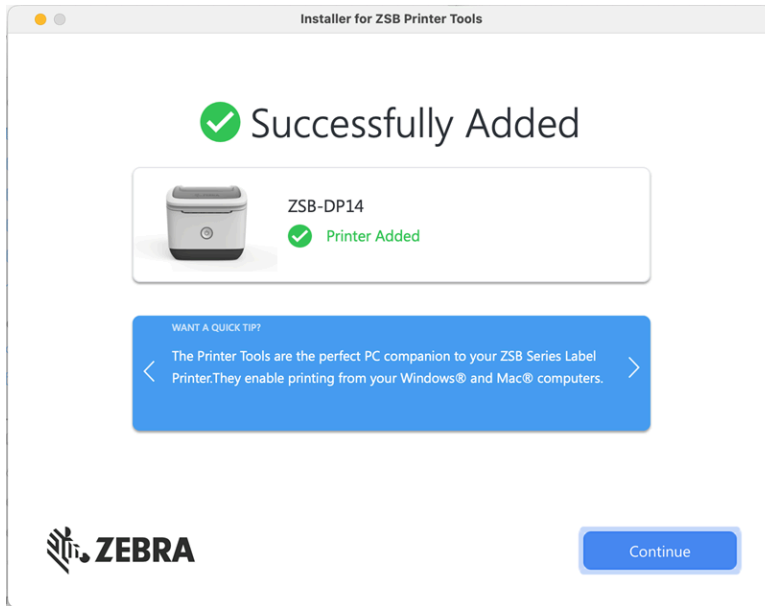 Installer for ZSB Printer Tools
Successfully Added
ZSB-DP14
Printer Added
WANT A QUICK TIP?
The Printer Tools are the perfect PC companion to your ZSB Series Label
Printer.They enable printing from your Windows® and Mac® computers.
ZEBRA
Continue